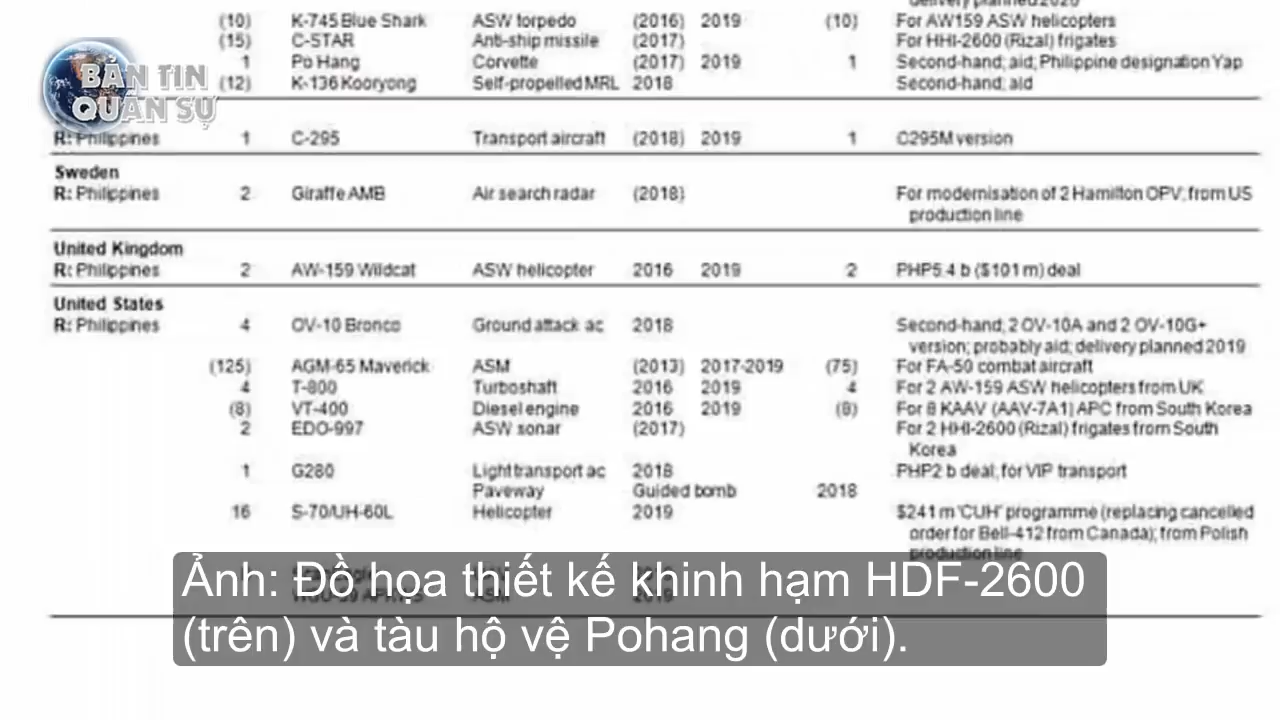 (10) K-745 Blue Shark ASW torpedo (2016) 2019 (10) For AW159 ASW helicopters
(15) C-STAR Anti-ship missile (2017) For HHI-2600 (Rizal) frigates
1 Po Hang Corvette (2017) 2019 1 Second-hand; aid; Philippine designation Yap
(12) K-136 Kooryong Self-propelled MRL 2018 Second-hand; aid
BẢN TIN
QUÂN SỰ
R: Philippines 1 C-295 Transport aircraft (2018) 2019 1 C295M version
Sweden
R: Philippines 2 Giraffe AMB Air search radar (2018) For modernisation of 2 Hamilton OPV; from US
production line
United Kingdom
R: Philippines 2 AW-159 Wildcat ASW helicopter 2016 2019 2 PHP5.4 b ($101 m) deal
United States
R: Philippines 4 OV-10 Bronco Ground attack ac 2018 Second-hand; 2 OV-10A and 2 OV-10G+
version; probably aid; delivery planned 2019
(125) AGM-65 Maverick ASM (2013) 2017-2019 (75) For FA-50 combat aircraft
4 T-800 Turboshaft 2016 2019 4 For 2 AW-159 ASW helicopters from UK
(8) VT-400 Diesel engine 2016 2019 (8) For 8 KAAV (AAV-7A1) APC from South Korea
2 EDO-997 ASW sonar (2017) For 2 HHI-2600 (Rizal) frigates from South
Korea
1 G280 Light transport ac 2018 PHP2 b deal; for VIP transport
Paveway Guided bomb 2018
16 S-70/UH-60L Helicopter 2019 $241 m 'CUH' programme (replacing cancelled
order for Bell-412 from Canada); from Polish
production line
Ảnh: Đồ họa thiết kế khinh hạm HDF-2600
(trên) và tàu hộ vệ Pohang (dưới).